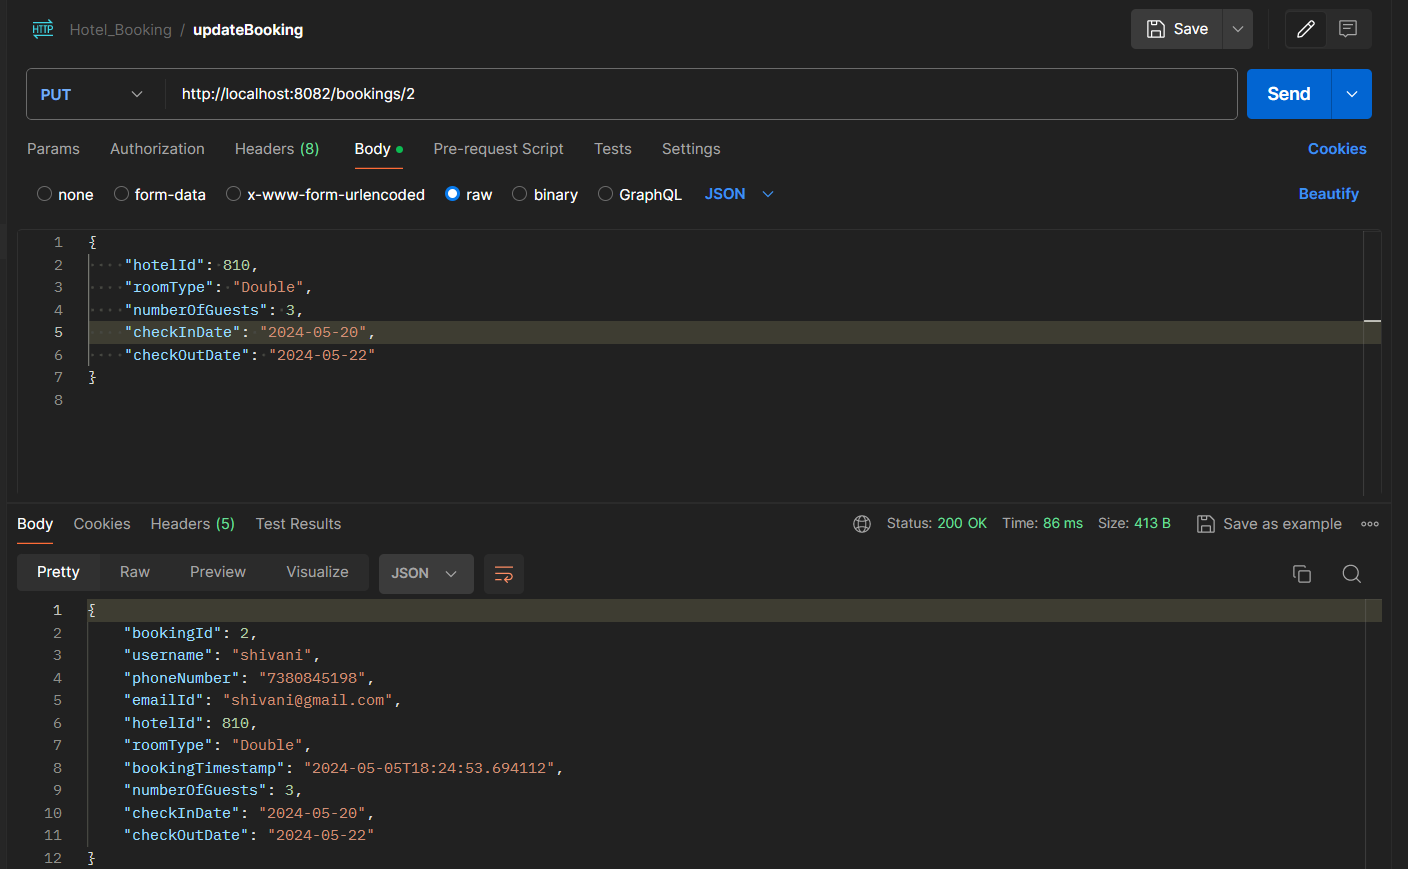 HTTP Hotel_Booking / updateBooking Save
PUT http://localhost:8082/bookings/2 Send
Params Authorization Headers (8) Body Pre-request Script Tests Settings Cookies
none form-data x-www-form-urlencoded raw binary GraphQL JSON Beautify
1 {
2 "hotelId": 810,
3 "roomType": "Double",
4 "numberOfGuests": 3,
5 "checkInDate": "2024-05-20",
6 "checkOutDate": "2024-05-22"
7 }
8
Body Cookies Headers (5) Test Results Status: 200 OK Time: 86 ms Size: 413 B Save as example
Pretty Raw Preview Visualize JSON
1 {
2 "bookingId": 2,
3 "username": "shivani",
4 "phoneNumber": "7380845198",
5 "emailId": "shivani@gmail.com",
6 "hotelId": 810,
7 "roomType": "Double",
8 "bookingTimestamp": "2024-05-05T18:24:53.694112",
9 "numberOfGuests": 3,
10 "checkInDate": "2024-05-20",
11 "checkOutDate": "2024-05-22"
12 }